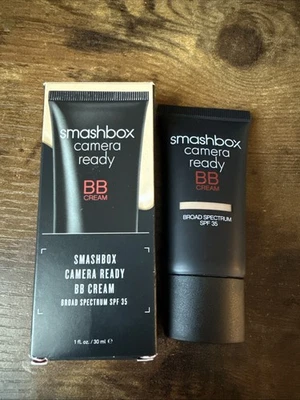 smashbox
camera
ready
BB
CREAM
SMASHBOX
CAMERA READY
BB CREAM
BROAD SPECTRUM SPF 35
1 fl. oz. / 30 ml ℮
smashbox
camera
ready
BB
CREAM
BROAD SPECTRUM
SPF 35